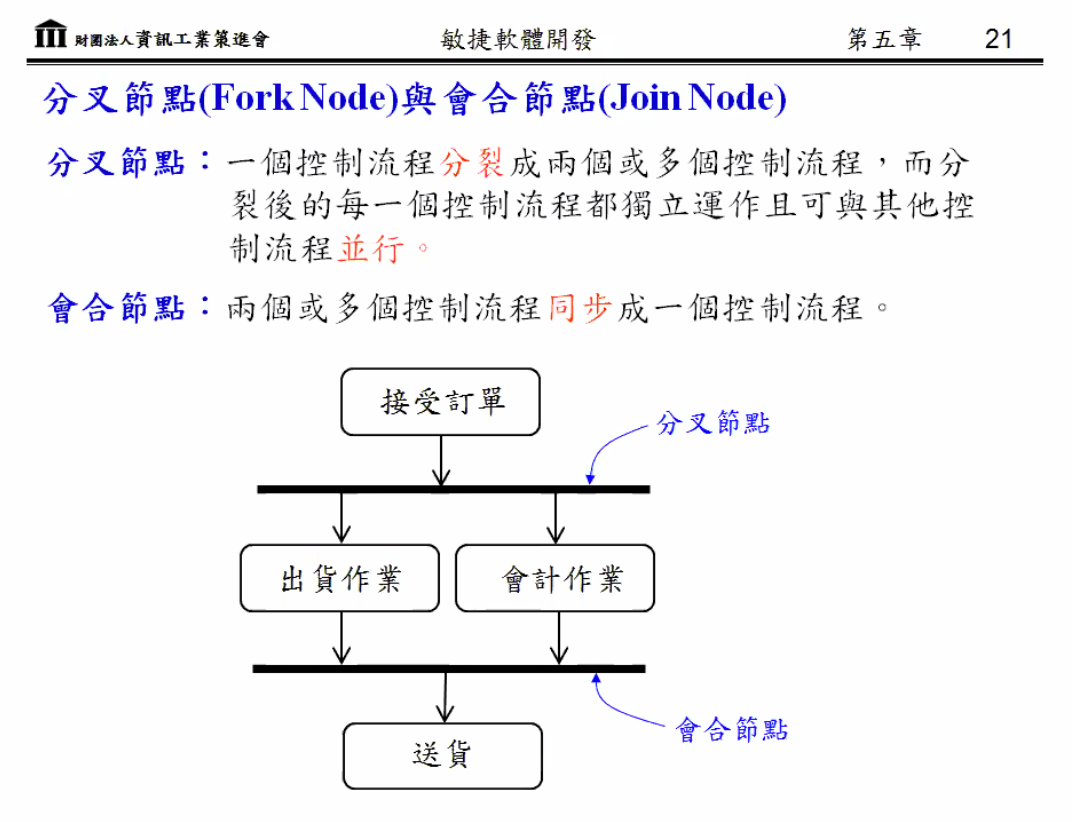 財團法人資訊工業策進會 敏捷軟體開發 第五章 21
分叉節點(Fork Node)與會合節點(Join Node)
分叉節點：一個控制流程分裂成兩個或多個控制流程，而分
裂後的每一個控制流程都獨立運作且可與其他控
制流程並行。
會合節點：兩個或多個控制流程同步成一個控制流程。
接受訂單
分叉節點
出貨作業 會計作業
會合節點
送貨